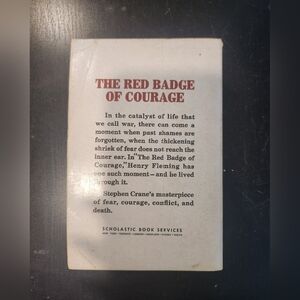 THE RED BADGE
OF COURAGE
In the catalyst of life that
we call war, there can come a
moment when past shames are
forgotten, when the thickening
shriek of fear does not reach the
inner ear. In "The Red Badge of
Courage," Henry Fleming has
one such moment—and he lived
through it.
Stephen Crane's masterpiece
of fear, courage, conflict, and
death.
SCHOLASTIC BOOK SERVICES